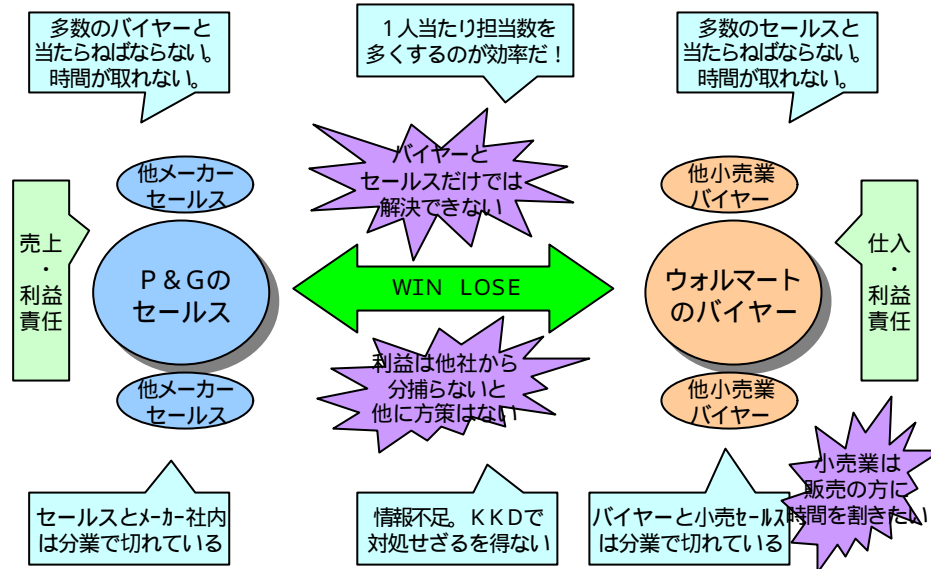 多数のバイヤーと
当たらねばならない。
時間が取れない。
1人当たり担当数を
多くするのが効率だ!
多数のセールスと
当たらねばならない。
時間が取れない。
バイヤーと
セールスだけでは
解決できない
他メーカー
セールス
他小売業
バイヤー
売上
・
利益
責任
P&Gの
セールス
WIN LOSE
ウォルマート
のバイヤー
仕入
・
利益
責任
利益は他社から
分捕らないと
他に方策はない
他メーカー
セールス
他小売業
バイヤー
小売業は
販売の方に
時間を割きたい
セールスとメーカー社内
は分業で切れている
情報不足。KKDで
対処せざるを得ない
バイヤーと小売セールス
は分業で切れている